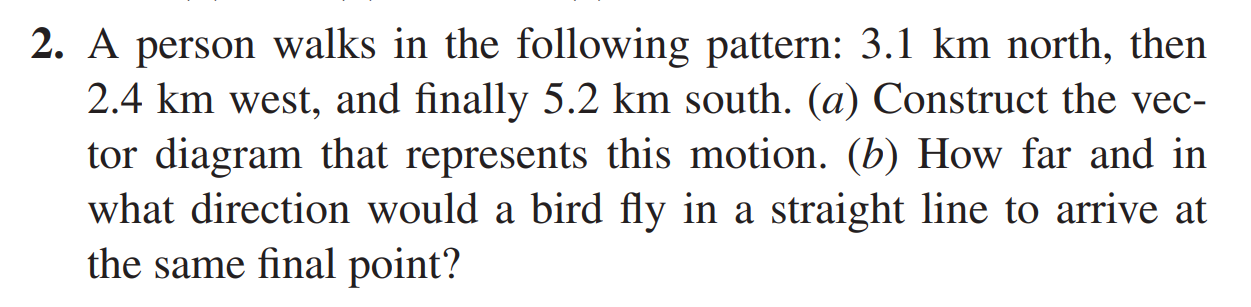 2. A person walks in the following pattern: 3.1 km north, then
2.4 km west, and finally 5.2 km south. (a) Construct the vec-
tor diagram that represents this motion. (b) How far and in
what direction would a bird fly in a straight line to arrive at
the same final point?